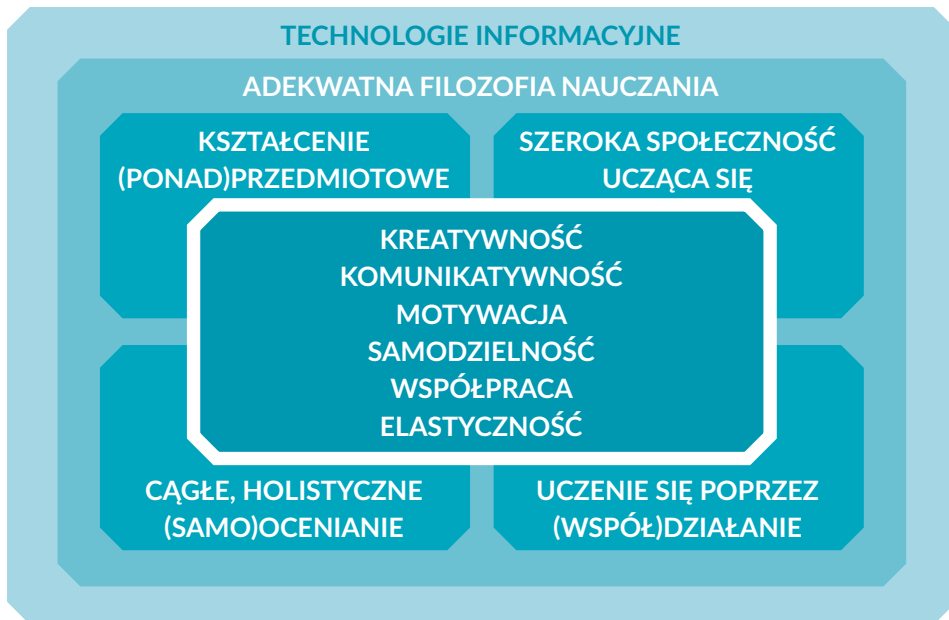 TECHNOLOGIE INFORMACYJNE
ADEKWATNA FILOZOFIA NAUCZANIA
KSZTAŁCENIE
(PONAD)PRZEDMIOTOWE
SZEROKA SPOŁECZNOŚĆ
UCZĄCA SIĘ
KREATYWNOŚĆ
KOMUNIKATYWNOŚĆ
MOTYWACJA
SAMODZIELNOŚĆ
WSPÓŁPRACA
ELASTYCZNOŚĆ
CĄGŁE, HOLISTYCZNE
(SAMO)OCENIANIE
UCZENIE SIĘ POPRZEZ
(WSPÓŁ)DZIAŁANIE